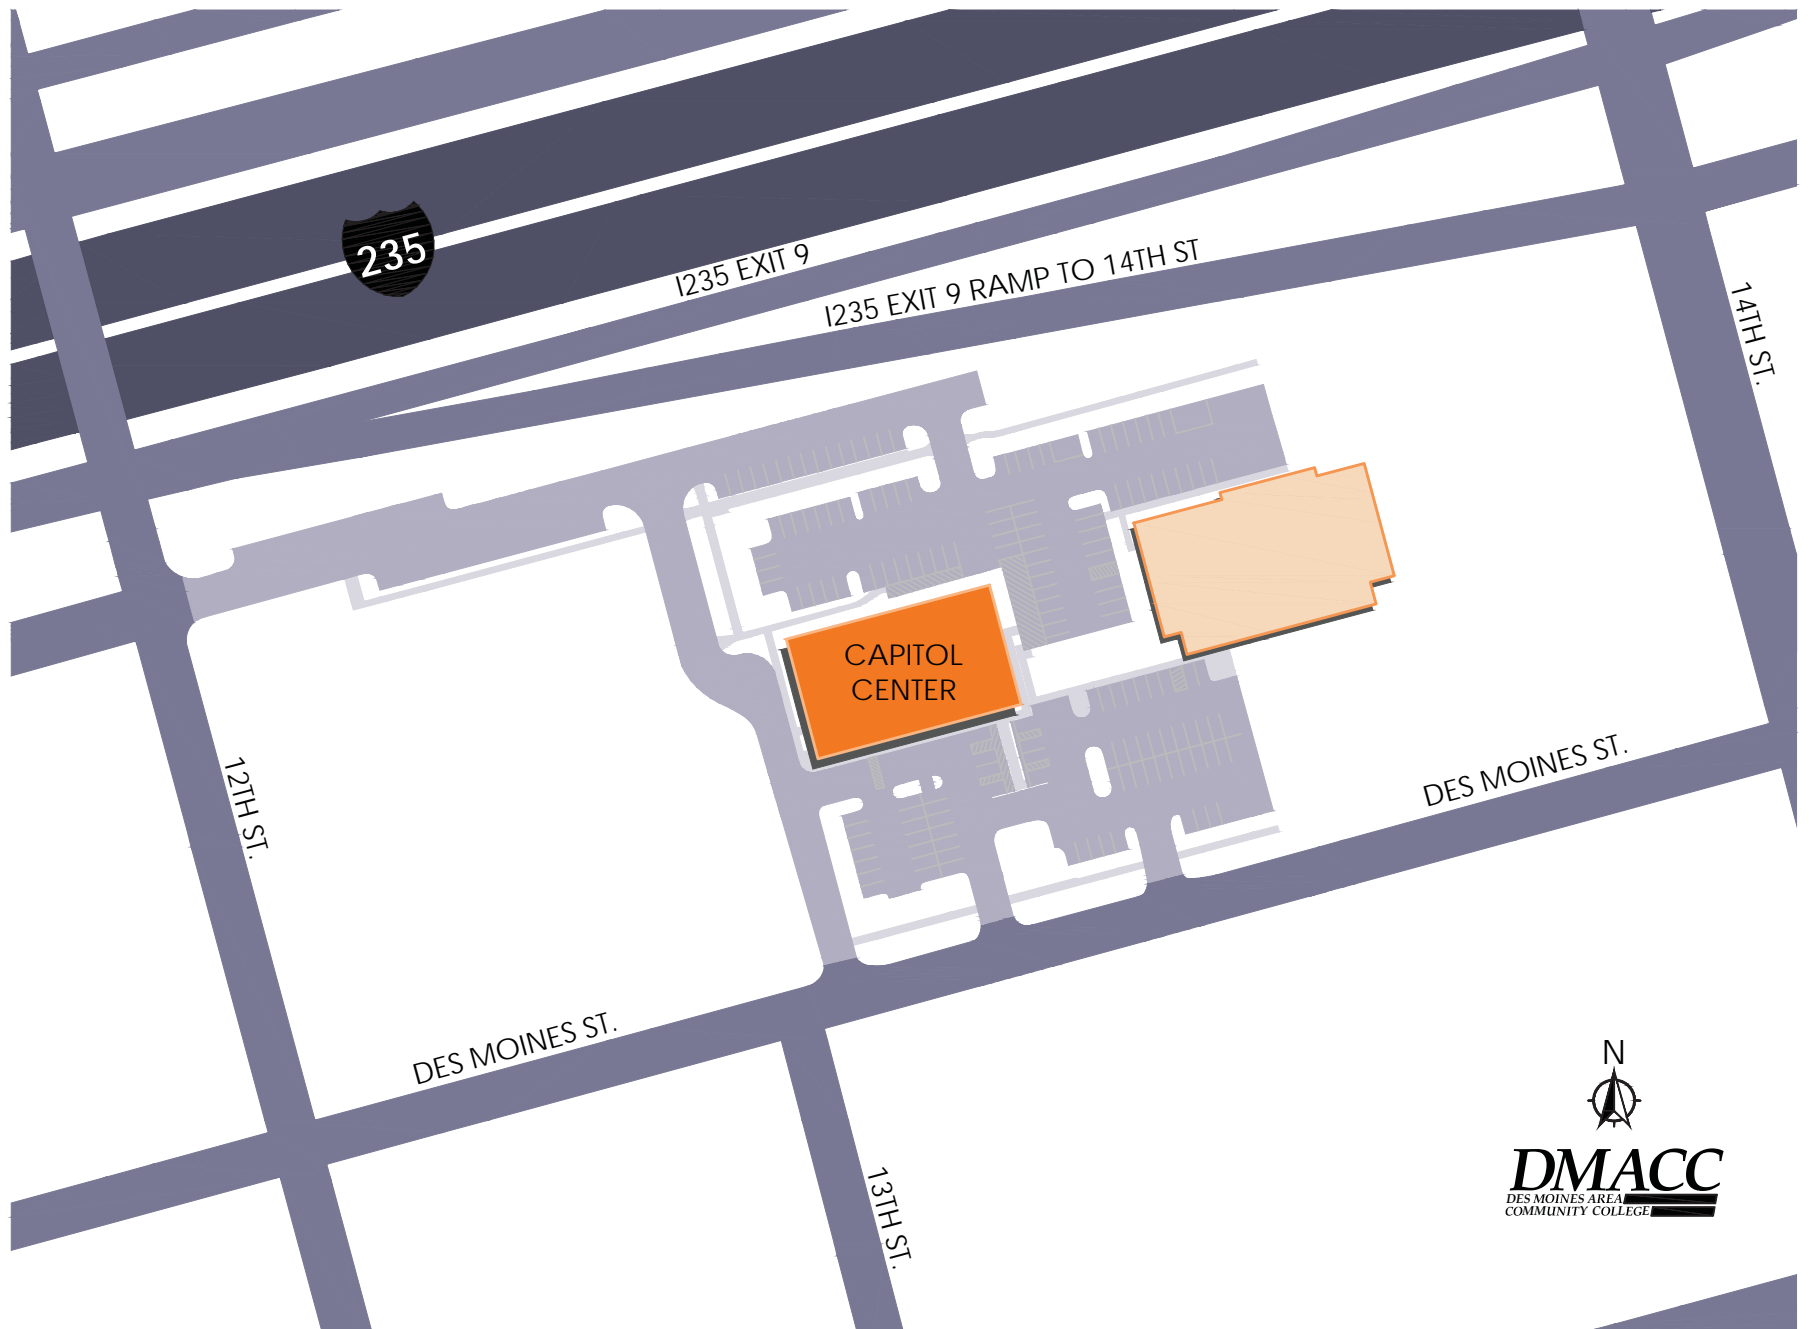 235
I235 EXIT 9
I235 EXIT 9 RAMP TO 14TH ST
14TH ST.
CAPITOL
CENTER
12TH ST.
DES MOINES ST.
DES MOINES ST.
13TH ST.
N
DMACC
DES MOINES AREA
COMMUNITY COLLEGE